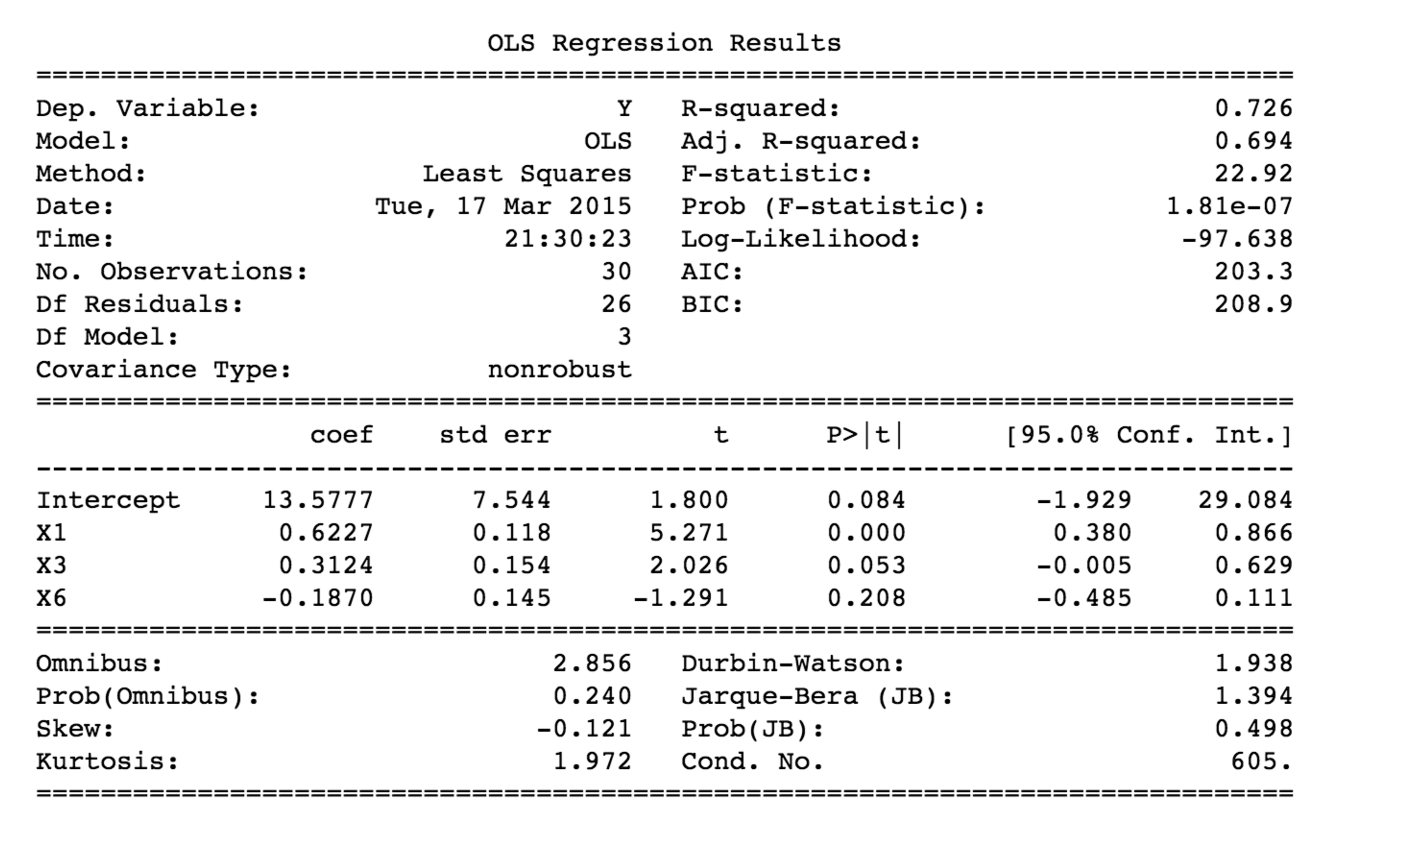 OLS Regression Results
==============================================================================
Dep. Variable:                      Y   R-squared:                       0.726
Model:                            OLS   Adj. R-squared:                  0.694
Method:                 Least Squares   F-statistic:                     22.92
Date:                Tue, 17 Mar 2015   Prob (F-statistic):           1.81e-07
Time:                        21:30:23   Log-Likelihood:                -97.638
No. Observations:                  30   AIC:                             203.3
Df Residuals:                      26   BIC:                             208.9
Df Model:                           3
Covariance Type:            nonrobust
==============================================================================
                 coef    std err          t      P>|t|      [95.0% Conf. Int.]
------------------------------------------------------------------------------
Intercept     13.5777      7.544      1.800      0.084        -1.929    29.084
X1             0.6227      0.118      5.271      0.000         0.380     0.866
X3             0.3124      0.154      2.026      0.053        -0.005     0.629
X6            -0.1870      0.145     -1.291      0.208        -0.485     0.111
==============================================================================
Omnibus:                        2.856   Durbin-Watson:                   1.938
Prob(Omnibus):                  0.240   Jarque-Bera (JB):                1.394
Skew:                          -0.121   Prob(JB):                        0.498
Kurtosis:                       1.972   Cond. No.                         605.
==============================================================================